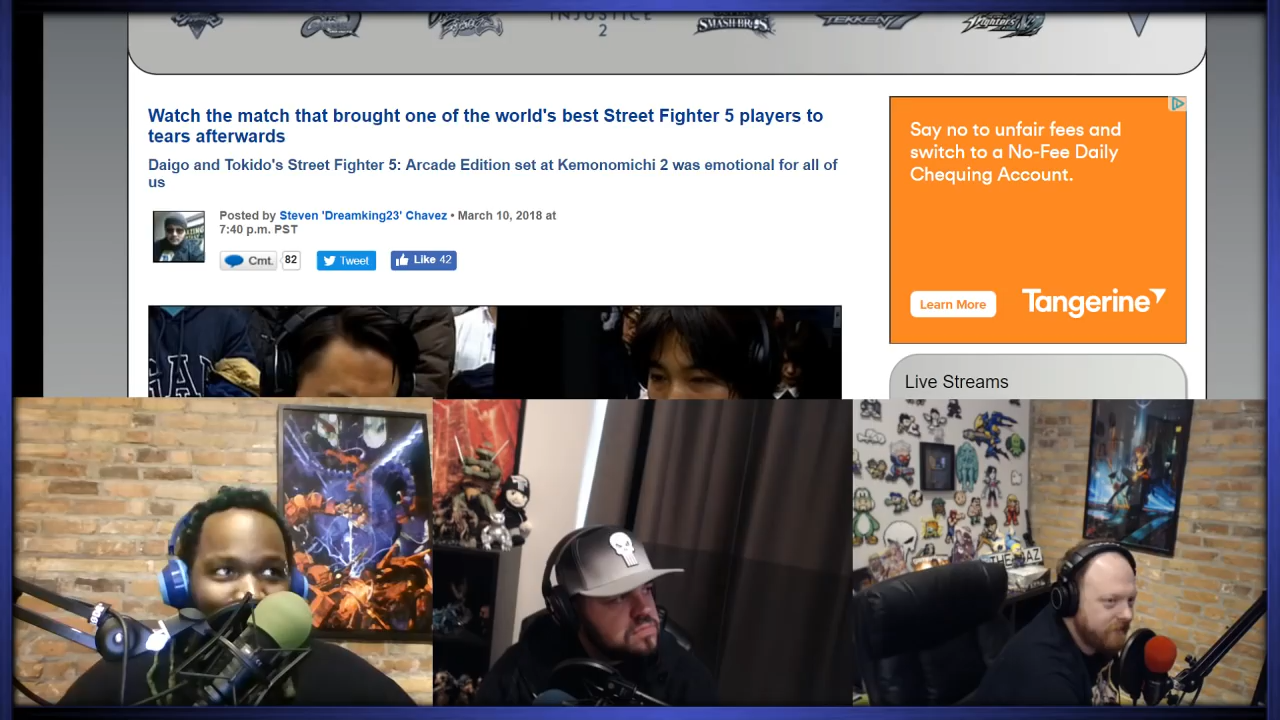 INJUSTICE
2
SMASH BROS
TEKKEN 7
Fighters
Watch the match that brought one of the world's best Street Fighter 5 players to
tears afterwards
Daigo and Tokido's Street Fighter 5: Arcade Edition set at Kemonomichi 2 was emotional for all of
us
Posted by Steven 'Dreamking23' Chavez • March 10, 2018 at
7:40 p.m. PST
Cmt. 82 Tweet Like 42
Say no to unfair fees and
switch to a No-Fee Daily
Chequing Account.
Learn More Tangerine
Live Streams
GA